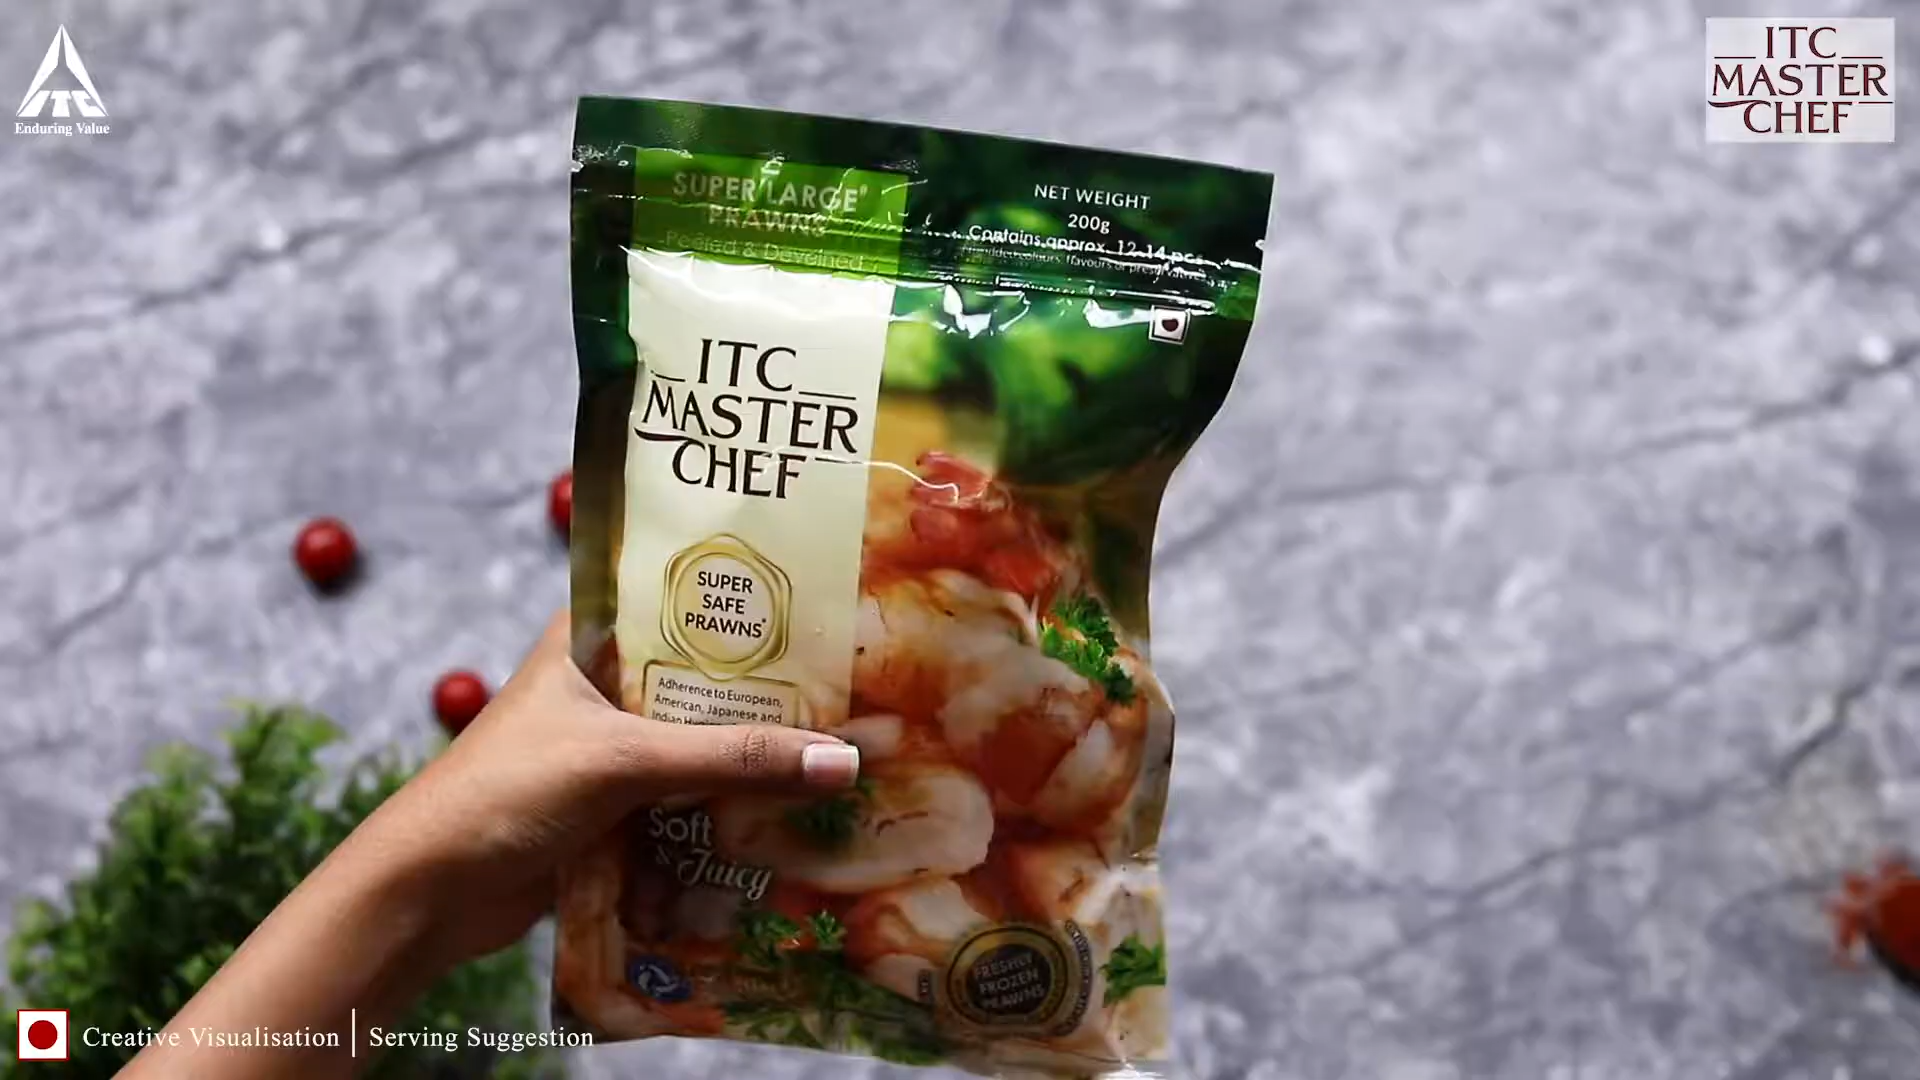 ITC
Enduring Value
ITC
MASTER
CHEF
SUPER LARGE#
PRAWNS
Peeled & Deveined
NET WEIGHT
200g
Contains approx. 12-14 pcs
ITC
MASTER
CHEF
SUPER
SAFE
PRAWNS*
Adherence to European,
American, Japanese and
Indian
Soft
& Juicy
FRESHLY
FROZEN
PRAWNS
Creative Visualisation | Serving Suggestion